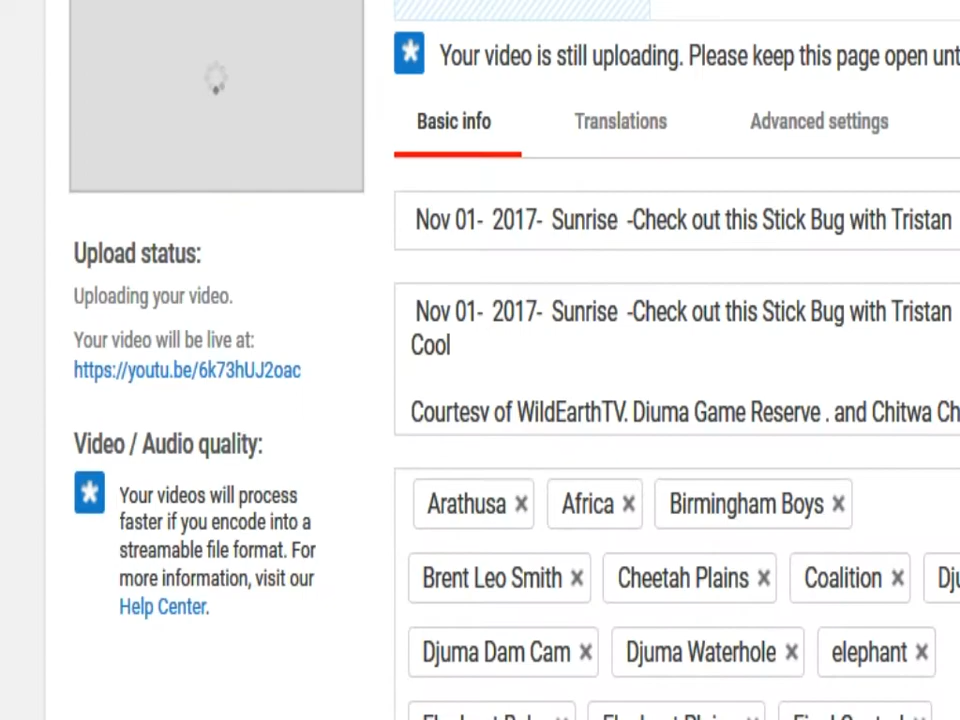 Your video is still uploading. Please keep this page open
Basic info Translations Advanced settings
Nov 01- 2017- Sunrise -Check out this Stick Bug with Tristan
Upload status:
Uploading your video.
Your video will be live at:
https://youtu.be/6k73hUJ2oac
Nov 01- 2017- Sunrise -Check out this Stick Bug with Tristan
Cool
Courtesy of WildEarthTV. Djuma Game Reserve . and Chitwa
Video / Audio quality:
Your videos will process
faster if you encode into a
streamable file format. For
more information, visit our
Help Center.
Arathusa × Africa × Birmingham Boys ×
Brent Leo Smith × Cheetah Plains × Coalition ×
Djuma Dam Cam × Djuma Waterhole × elephant ×